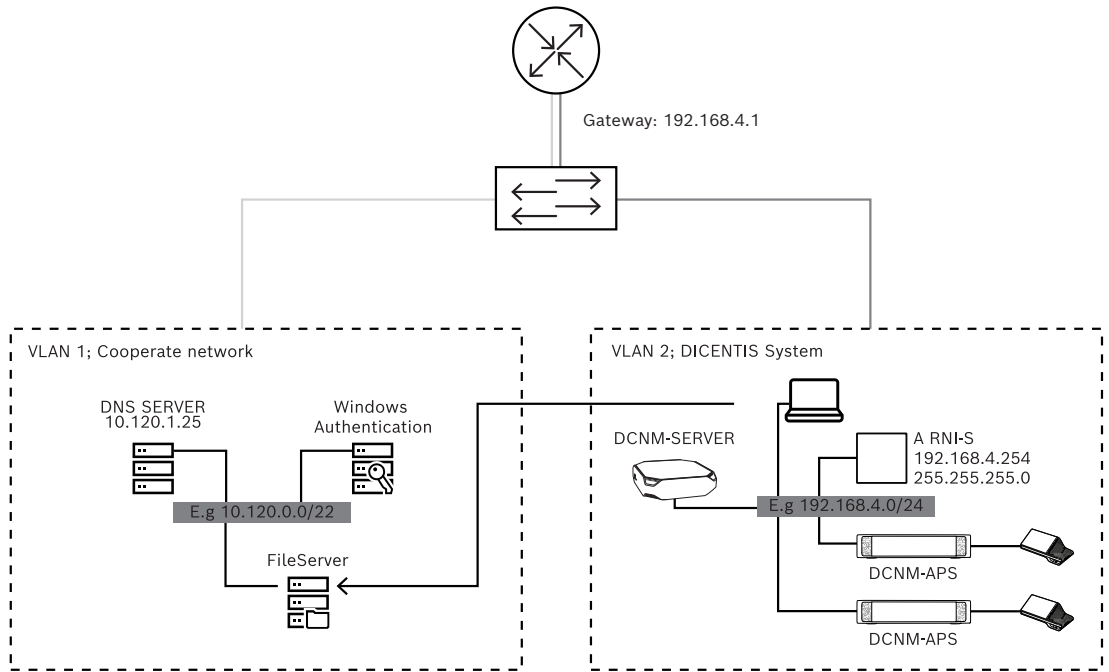 Gateway: 192.168.4.1
VLAN 1; Cooperate network
DNS SERVER
10.120.1.25
Windows
Authentication
E.g 10.120.0.0/22
FileServer
VLAN 2; DICENTIS System
DCNM-SERVER
A RNI-S
192.168.4.254
255.255.255.0
E.g 192.168.4.0/24
DCNM-APS
DCNM-APS